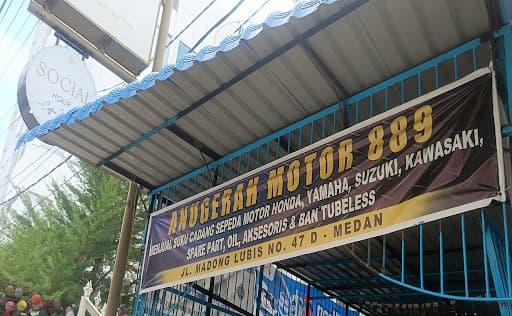 SOCIAL
HOUSE
ANUGERAH MOTOR 889
MENJUAL SUKU CADANG SEPEDA MOTOR HONDA, YAMAHA, SUZUKI, KAWASAKI,
SPARE PART, OIL, AKSESORIS & BAN TUBELESS
JL. MADONG LUBIS NO. 47 D - MEDAN